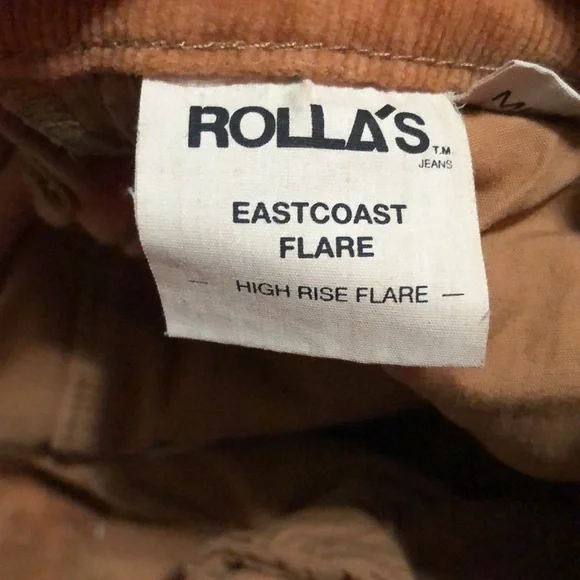 ROLLA'S T.M
JEANS
EASTCOAST
FLARE
— HIGH RISE FLARE —